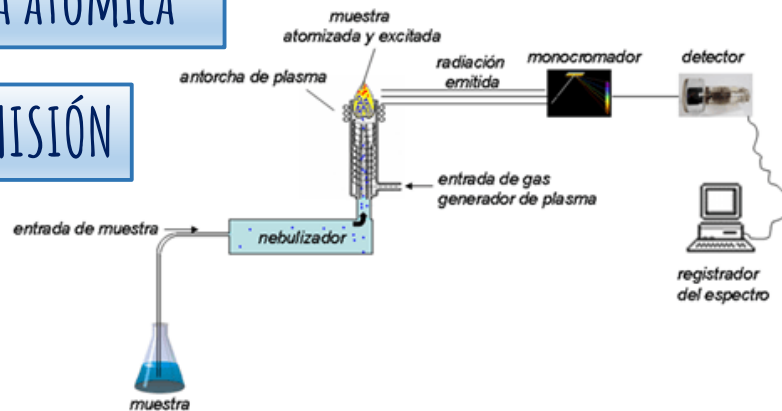 A ATÓMICA
MISIÓN
muestra
atomizada y excitada
antorcha de plasma
radiación
emitida
monocromador
detector
entrada de gas
generador de plasma
entrada de muestra
nebulizador
registrador
del espectro
muestra